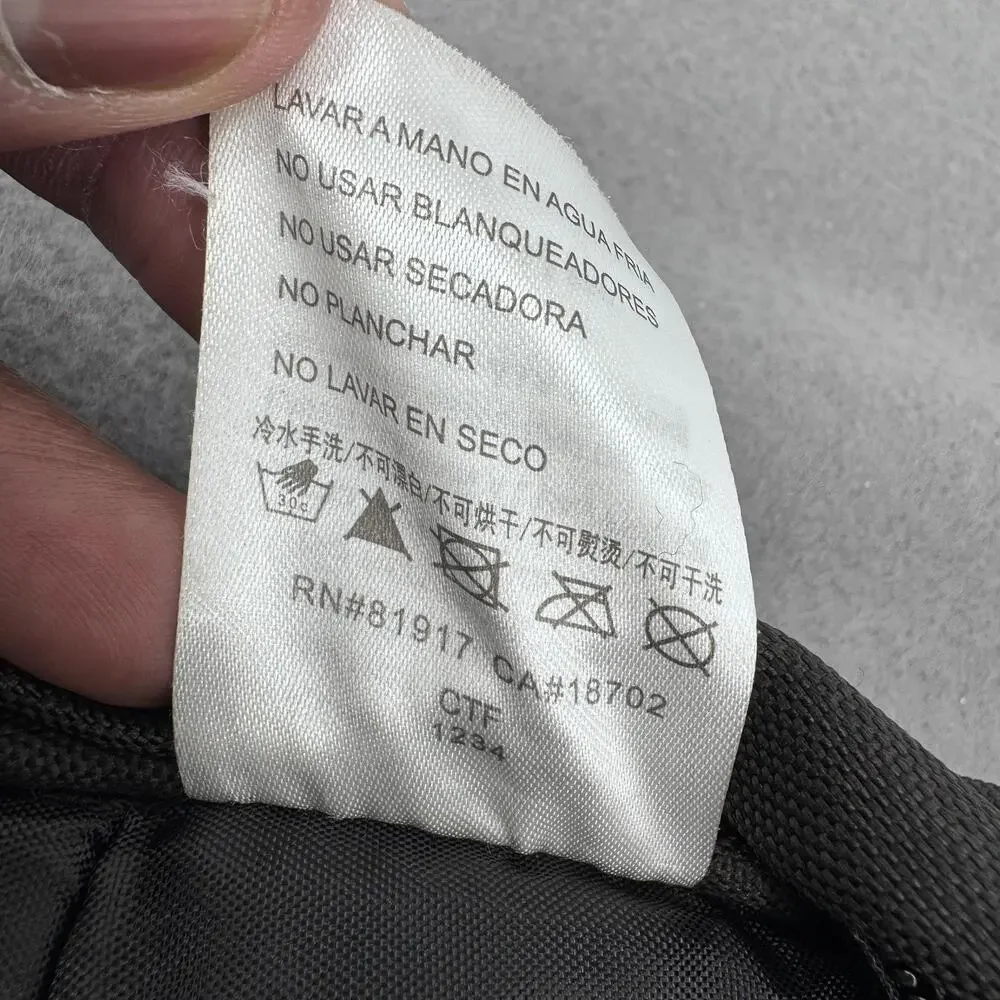 LAVAR A MANO EN AGUA FRIA
NO USAR BLANQUEADORES
NO USAR SECADORA
NO PLANCHAR
NO LAVAR EN SECO
冷水手洗/不可漂白/不可烘干/不可熨烫/不可干洗
30c
RN#81917 CA#18702
CTF
1234